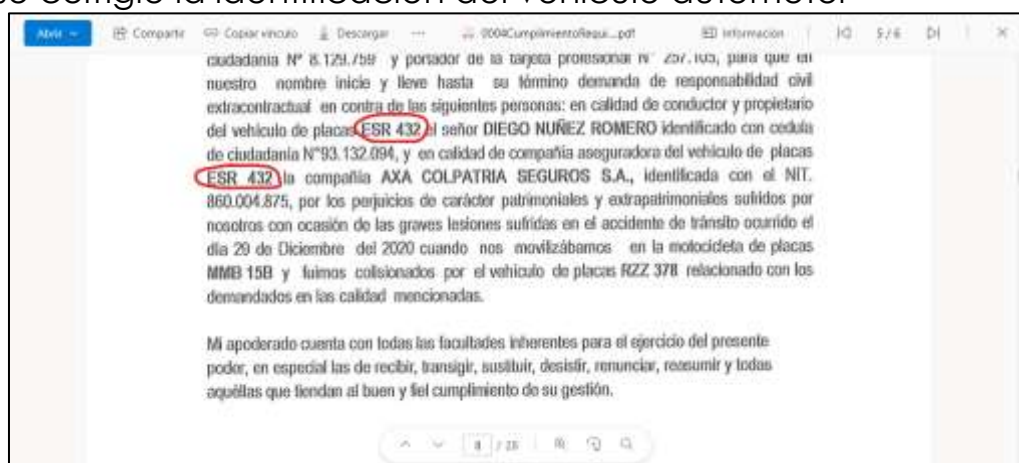 se corrigió la identificación del vehículo automotor
Abrir Compartir Copiar vínculo Descargar ... 0004CumplimientoRequi...pdf Información 5/6
ciudadanía N° 8.129.759 y portador de la tarjeta profesional N° 257.105, para que en
nuestro nombre inicie y lleve hasta su término demanda de responsabilidad civil
extracontractual en contra de las siguientes personas: en calidad de conductor y propietario
del vehículo de placas ESR 432 el señor DIEGO NUÑEZ ROMERO identificado con cedula
de ciudadanía N°93.132.094, y en calidad de compañía aseguradora del vehículo de placas
ESR 432 la compañía AXA COLPATRIA SEGUROS S.A., identificada con el NIT.
860.004.875, por los perjuicios de carácter patrimoniales y extrapatrimoniales sufridos por
nosotros con ocasión de las graves lesiones sufridas en el accidente de tránsito ocurrido el
día 29 de Diciembre del 2020 cuando nos movilizábamos en la motocicleta de placas
MMB 15B y fuimos colisionados por el vehículo de placas RZZ 378 relacionado con los
demandados en las calidad mencionadas.
Mi apoderado cuenta con todas las facultades inherentes para el ejercicio del presente
poder, en especial las de recibir, transigir, sustituir, desistir, renunciar, reasumir y todas
aquéllas que tiendan al buen y fiel cumplimiento de su gestión.
8 / 28